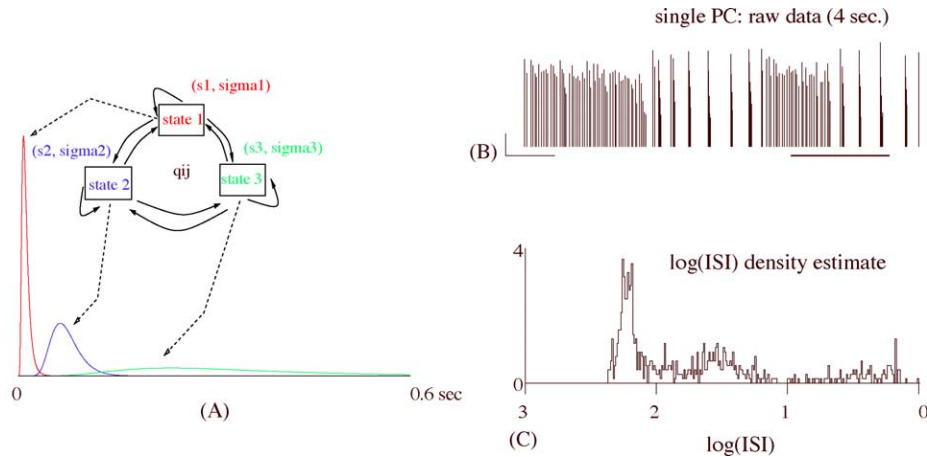 (s1, sigma1)
state 1
(s2, sigma2)
(s3, sigma3)
qij
state 2
state 3
0
0.6 sec
(A)
single PC: raw data (4 sec.)
(B)
4
log(ISI) density estimate
0
3
2
1
0
(C)
log(ISI)